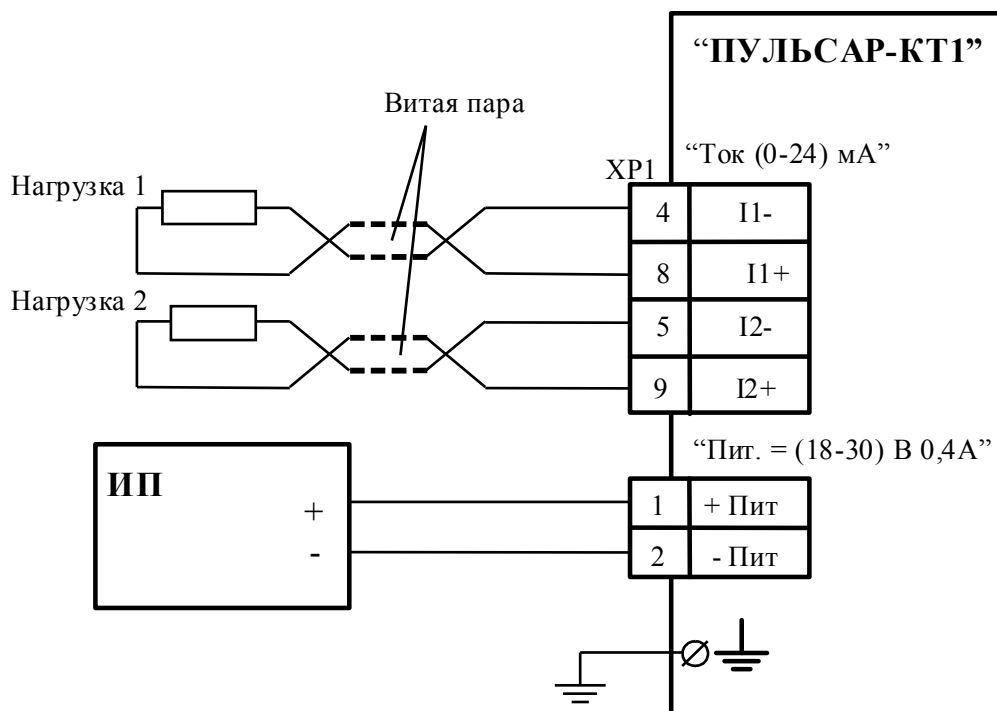 “ПУЛЬСАР-КТ1”
Витая пара
“Ток (0-24) мА”
XP1
Нагрузка 1
4 I1-
8 I1+
Нагрузка 2
5 I2-
9 I2+
“Пит. = (18-30) В 0,4А”
ИП
+
1 + Пит
-
2 - Пит